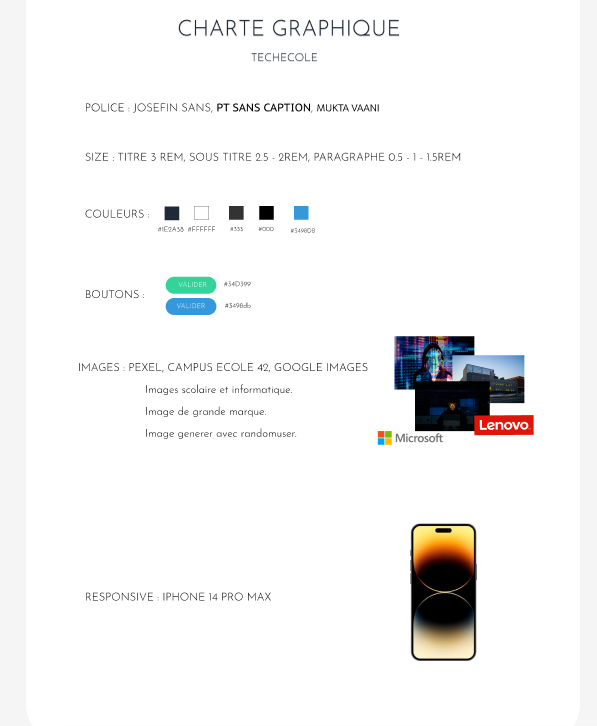 CHARTE GRAPHIQUE
TECHECOLE
POLICE : JOSEFIN SANS, PT SANS CAPTION, MUKTA VAANI
SIZE : TITRE 3 REM, SOUS TITRE 2.5 - 2REM, PARAGRAPHE 0.5 - 1 - 1.5REM
COULEURS :
#1E2A38 #FFFFFF #333 #000 #3498DB
BOUTONS :
VALIDER #34D399
VALIDER #3498db
IMAGES : PEXEL, CAMPUS ECOLE 42, GOOGLE IMAGES
Images scolaire et informatique.
Image de grande marque.
Image generer avec randomuser.
Lenovo
Microsoft
RESPONSIVE : IPHONE 14 PRO MAX